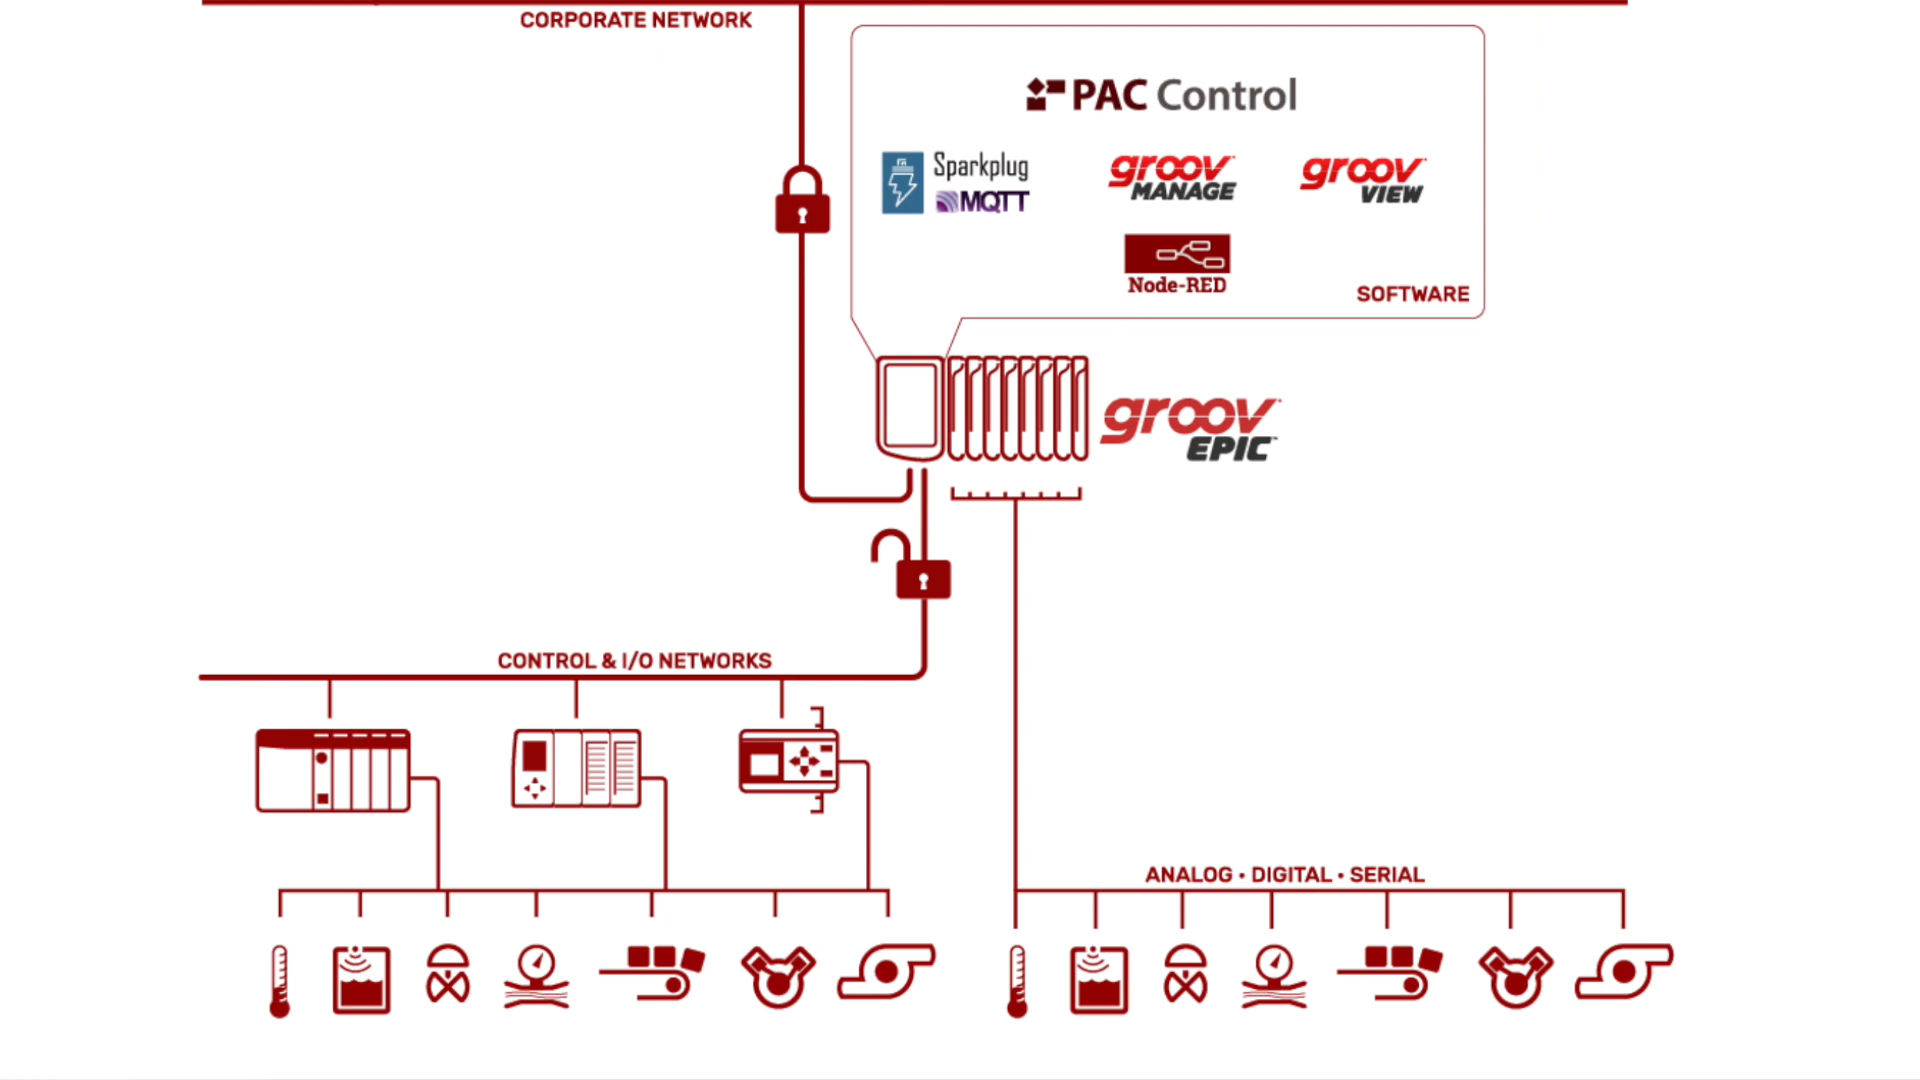 CORPORATE NETWORK
PAC Control
Sparkplug
MQTT
groov
MANAGE
groov
VIEW
Node-RED
SOFTWARE
groov
EPIC™
CONTROL & I/O NETWORKS
ANALOG • DIGITAL • SERIAL